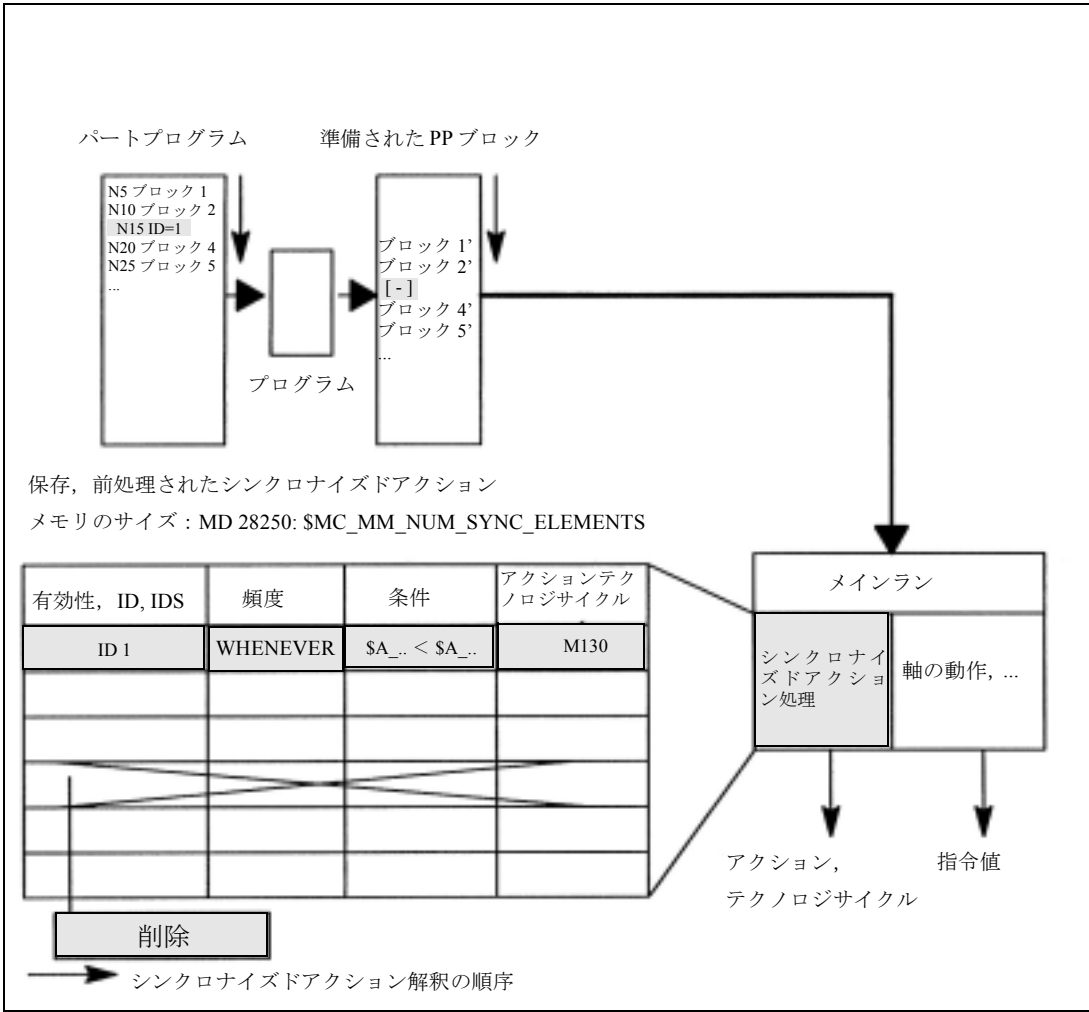 パートプログラム
準備された PP ブロック
N5 ブロック 1
N10 ブロック 2
N15 ID=1
N20 ブロック 4
N25 ブロック 5
...
プログラム
ブロック 1’
ブロック 2’
[ - ]
ブロック 4’
ブロック 5’
...
保存，前処理されたシンクロナイズドアクション
メモリのサイズ：MD 28250: $MC_MM_NUM_SYNC_ELEMENTS
有効性，ID, IDS
頻度
条件
アクションテク
ノロジサイクル
ID 1
WHENEVER
$A_.. < $A_..
M130
メインラン
シンクロナイ
ズドアクショ
ン処理
軸の動作, ...
アクション，
テクノロジサイクル
指令値
削除
シンクロナイズドアクション解釈の順序